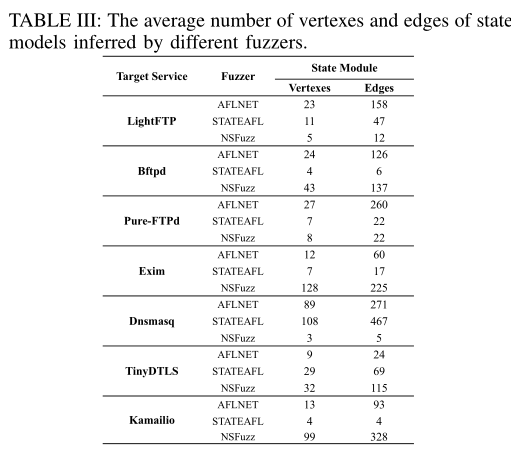 TABLE III: The average number of vertexes and edges of state
models inferred by different fuzzers.
Target Service Fuzzer State Module
Vertexes Edges
AFLNET 23 158
LightFTP STATEAFL 11 47
NSFuzz 5 12
AFLNET 24 126
Bftpd STATEAFL 4 6
NSFuzz 43 137
AFLNET 27 260
Pure-FTPd STATEAFL 7 22
NSFuzz 8 22
AFLNET 12 60
Exim STATEAFL 7 17
NSFuzz 128 225
AFLNET 89 271
Dnsmasq STATEAFL 108 467
NSFuzz 3 5
AFLNET 9 24
TinyDTLS STATEAFL 29 69
NSFuzz 32 115
AFLNET 13 93
Kamailio STATEAFL 4 4
NSFuzz 99 328